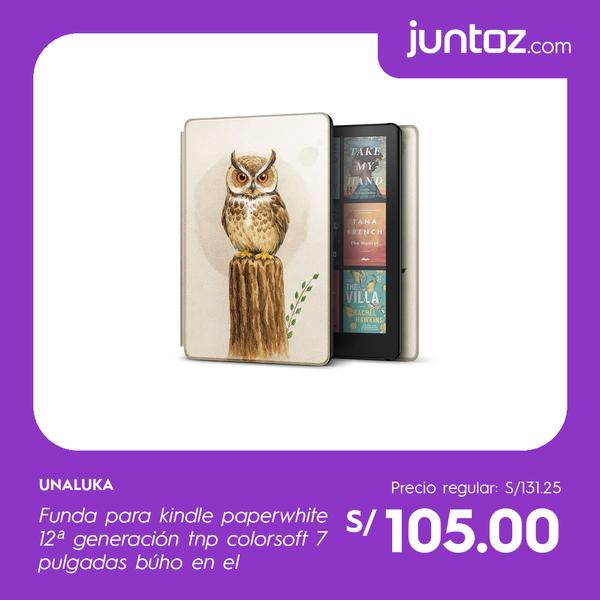 juntoz.com
TAKE
MY
HAND
TANA
FRENCH
The Hunter
THE
VILLA
RACHEL
HAWKINS
UNALUKA
Funda para kindle paperwhite
12ª generación tnp colorsoft 7
pulgadas búho en el
Precio regular: S/131.25
S/ 105.00